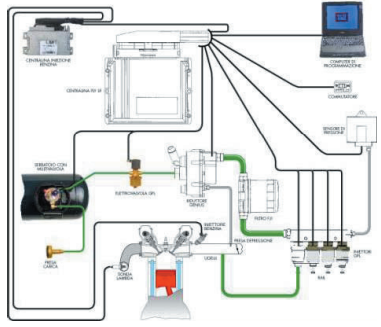 CENTRALINA INIEZIONE
BENZINA
COMPUTER DI
PROGRAMMAZIONE
CENTRALINA FLY SF
COMMUTATORE
SENSORE DI
PRESSIONE
SERBATOIO CON
MULTIVALVOLA
ELETTROVALVOLA GPL
RIDUTTORE
GENIUS
FILTRO FJ1
INIETTORE
BENZINA
PRESA DEPRESSIONE
INIETTORI
GPL
PRESA
CARICA
RAIL
SONDA
LAMBDA